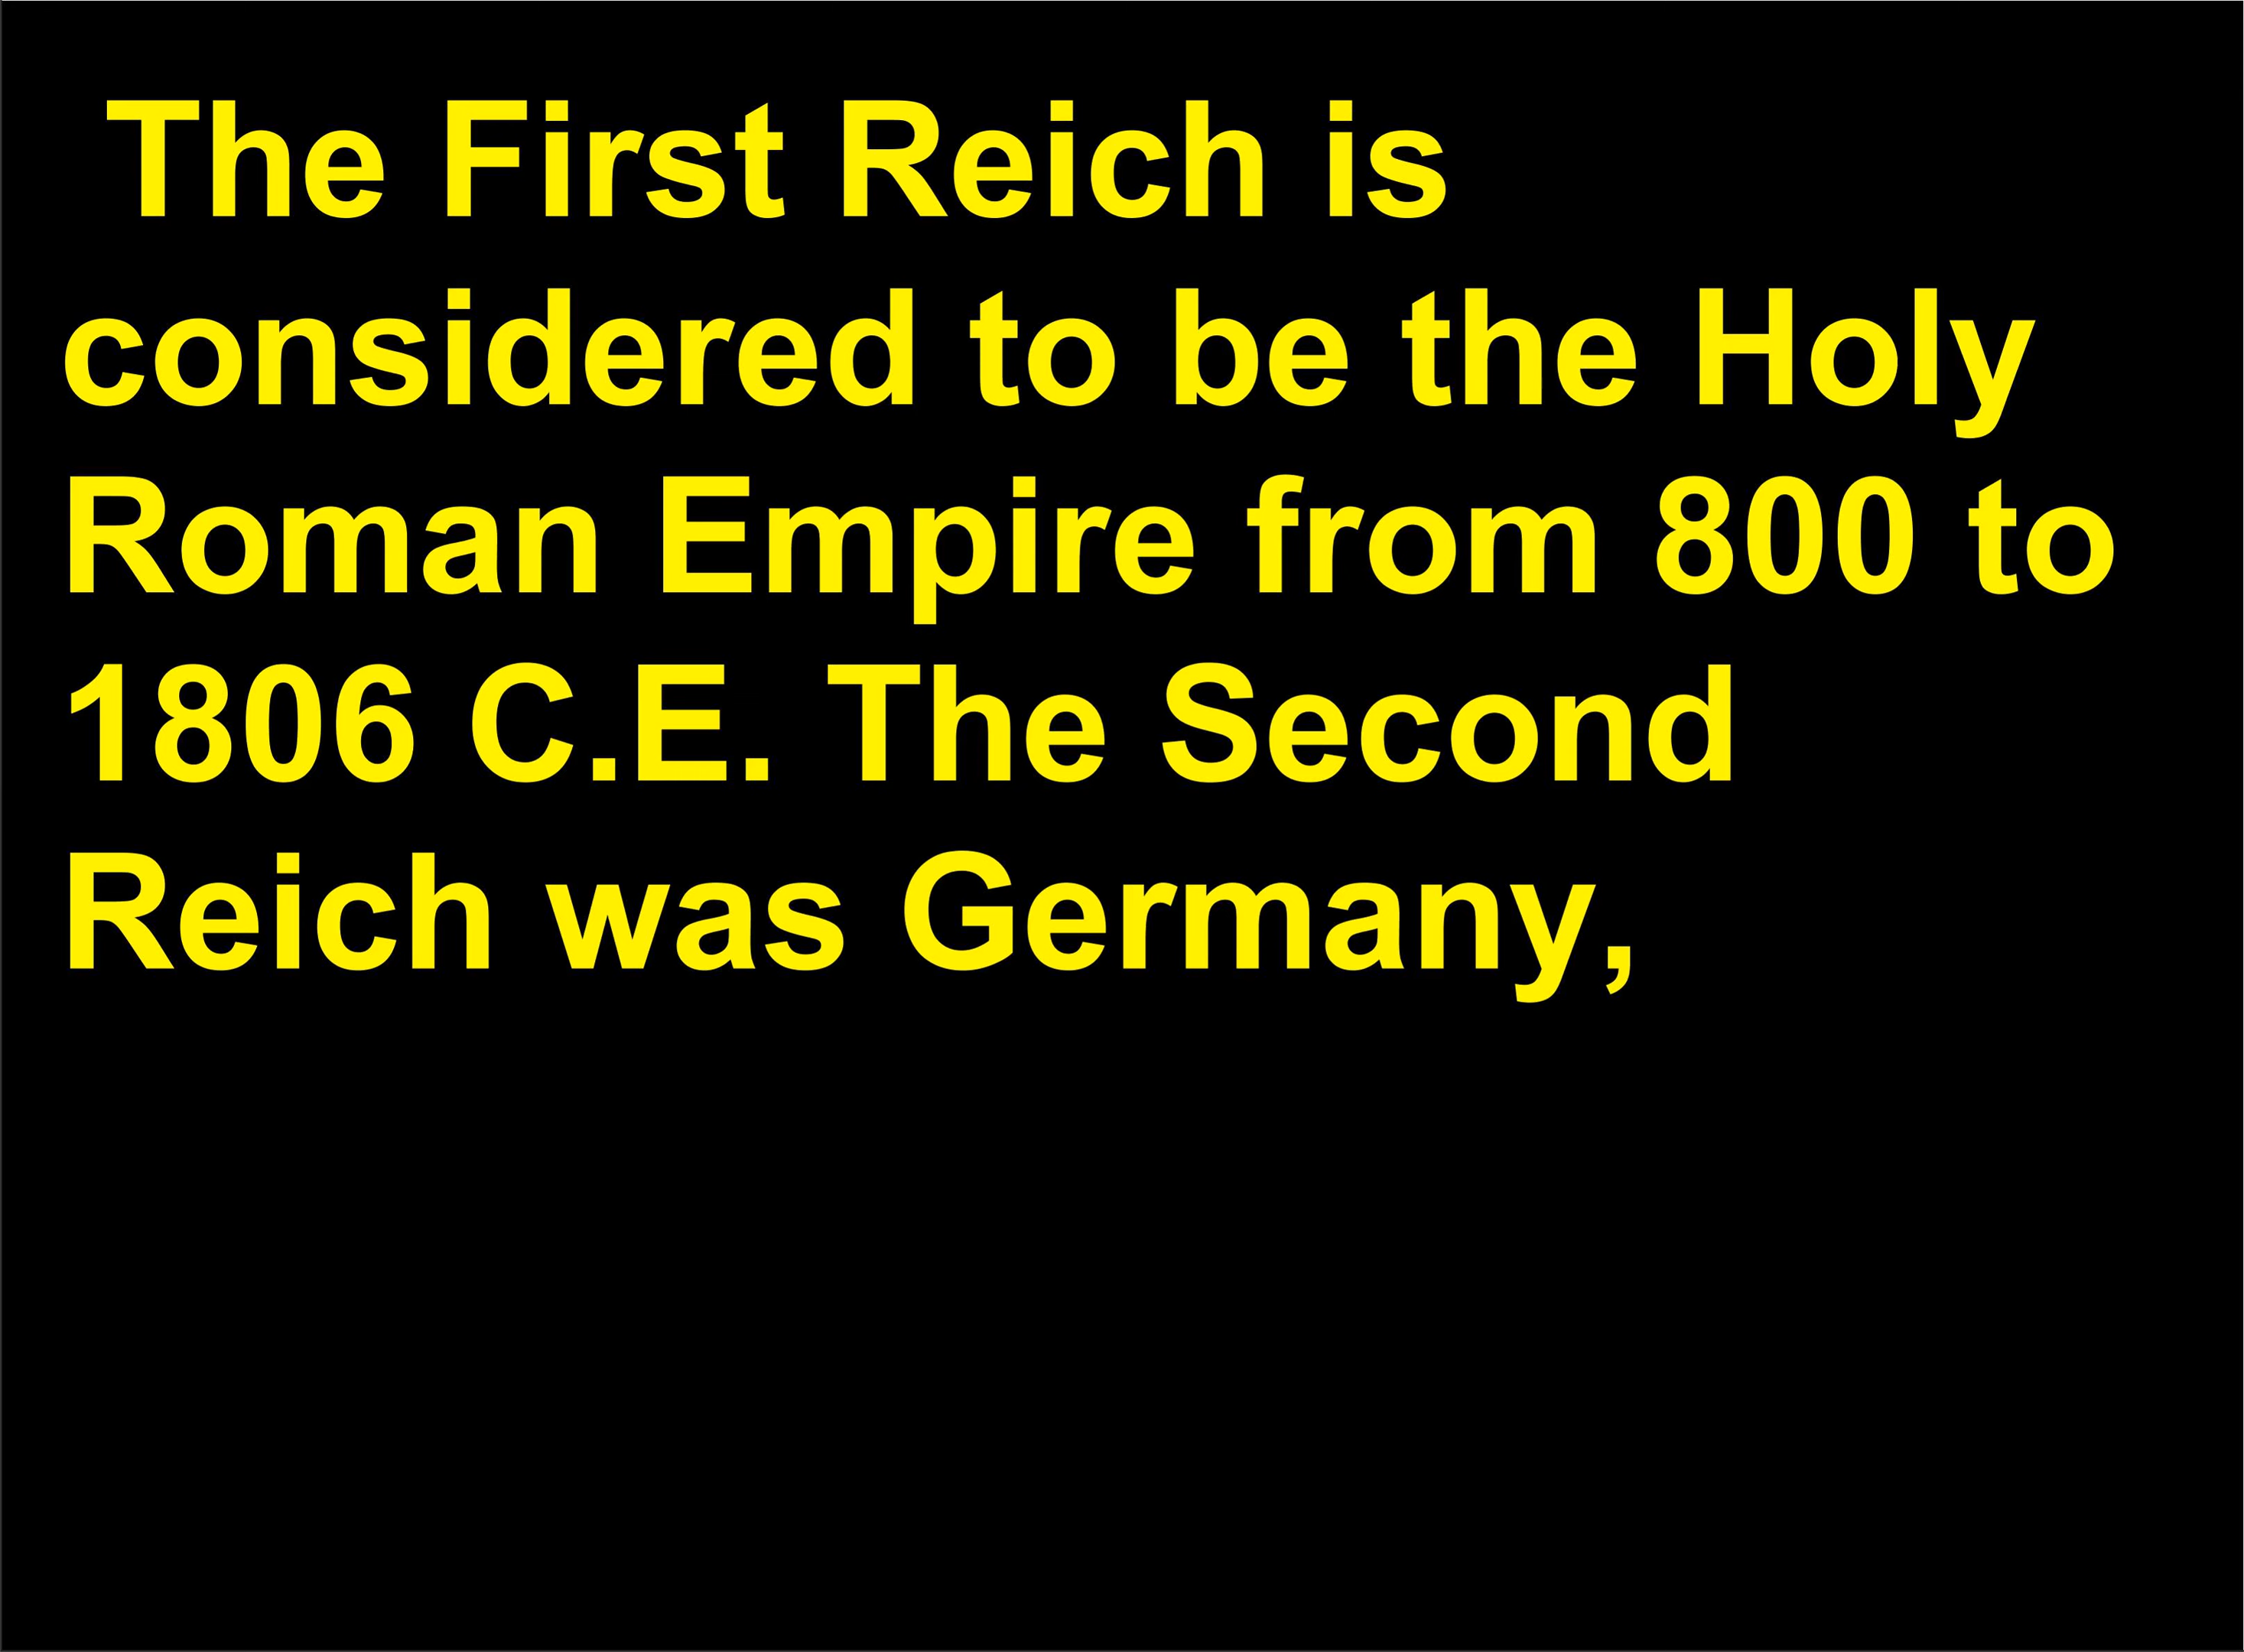 The First Reich is
considered to be the Holy
Roman Empire from 800 to
1806 C.E. The Second
Reich was Germany,